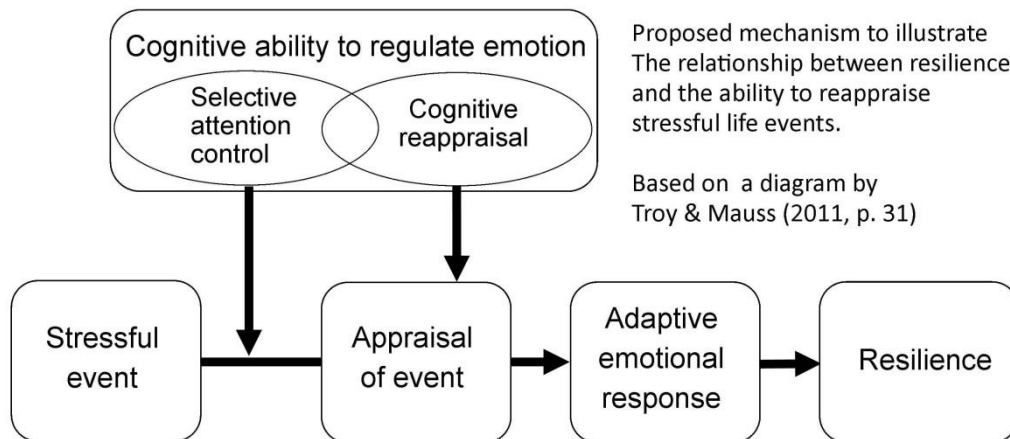 Cognitive ability to regulate emotion
Selective
attention
control
Cognitive
reappraisal
Proposed mechanism to illustrate
The relationship between resilience
and the ability to reappraise
stressful life events.
Based on a diagram by
Troy & Mauss (2011, p. 31)
Stressful
event
Appraisal
of event
Adaptive
emotional
response
Resilience